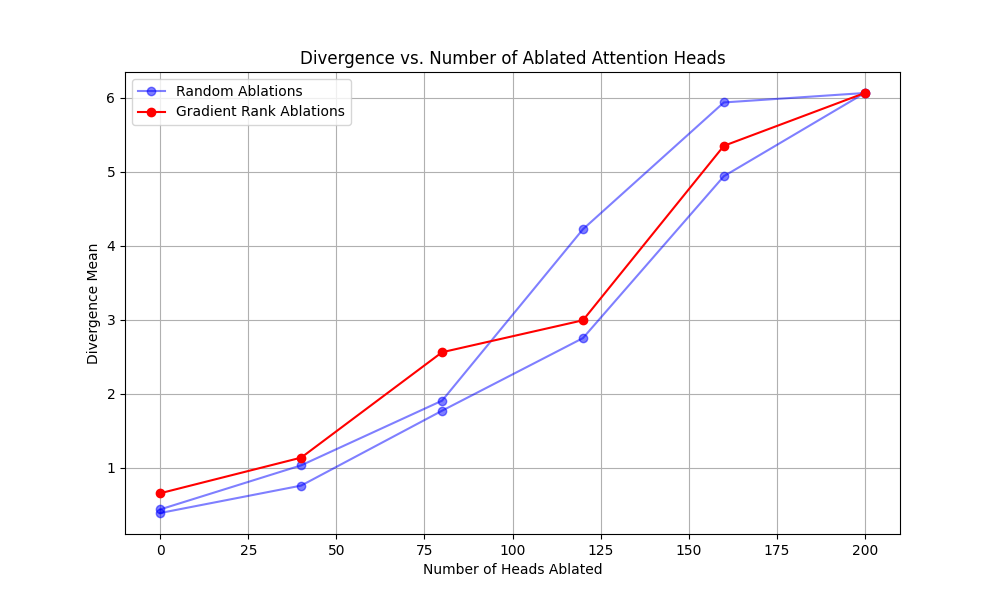 Divergence vs. Number of Ablated Attention Heads
Random Ablations
Gradient Rank Ablations
6
5
4
3
2
1
Divergence Mean
0 25 50 75 100 125 150 175 200
Number of Heads Ablated